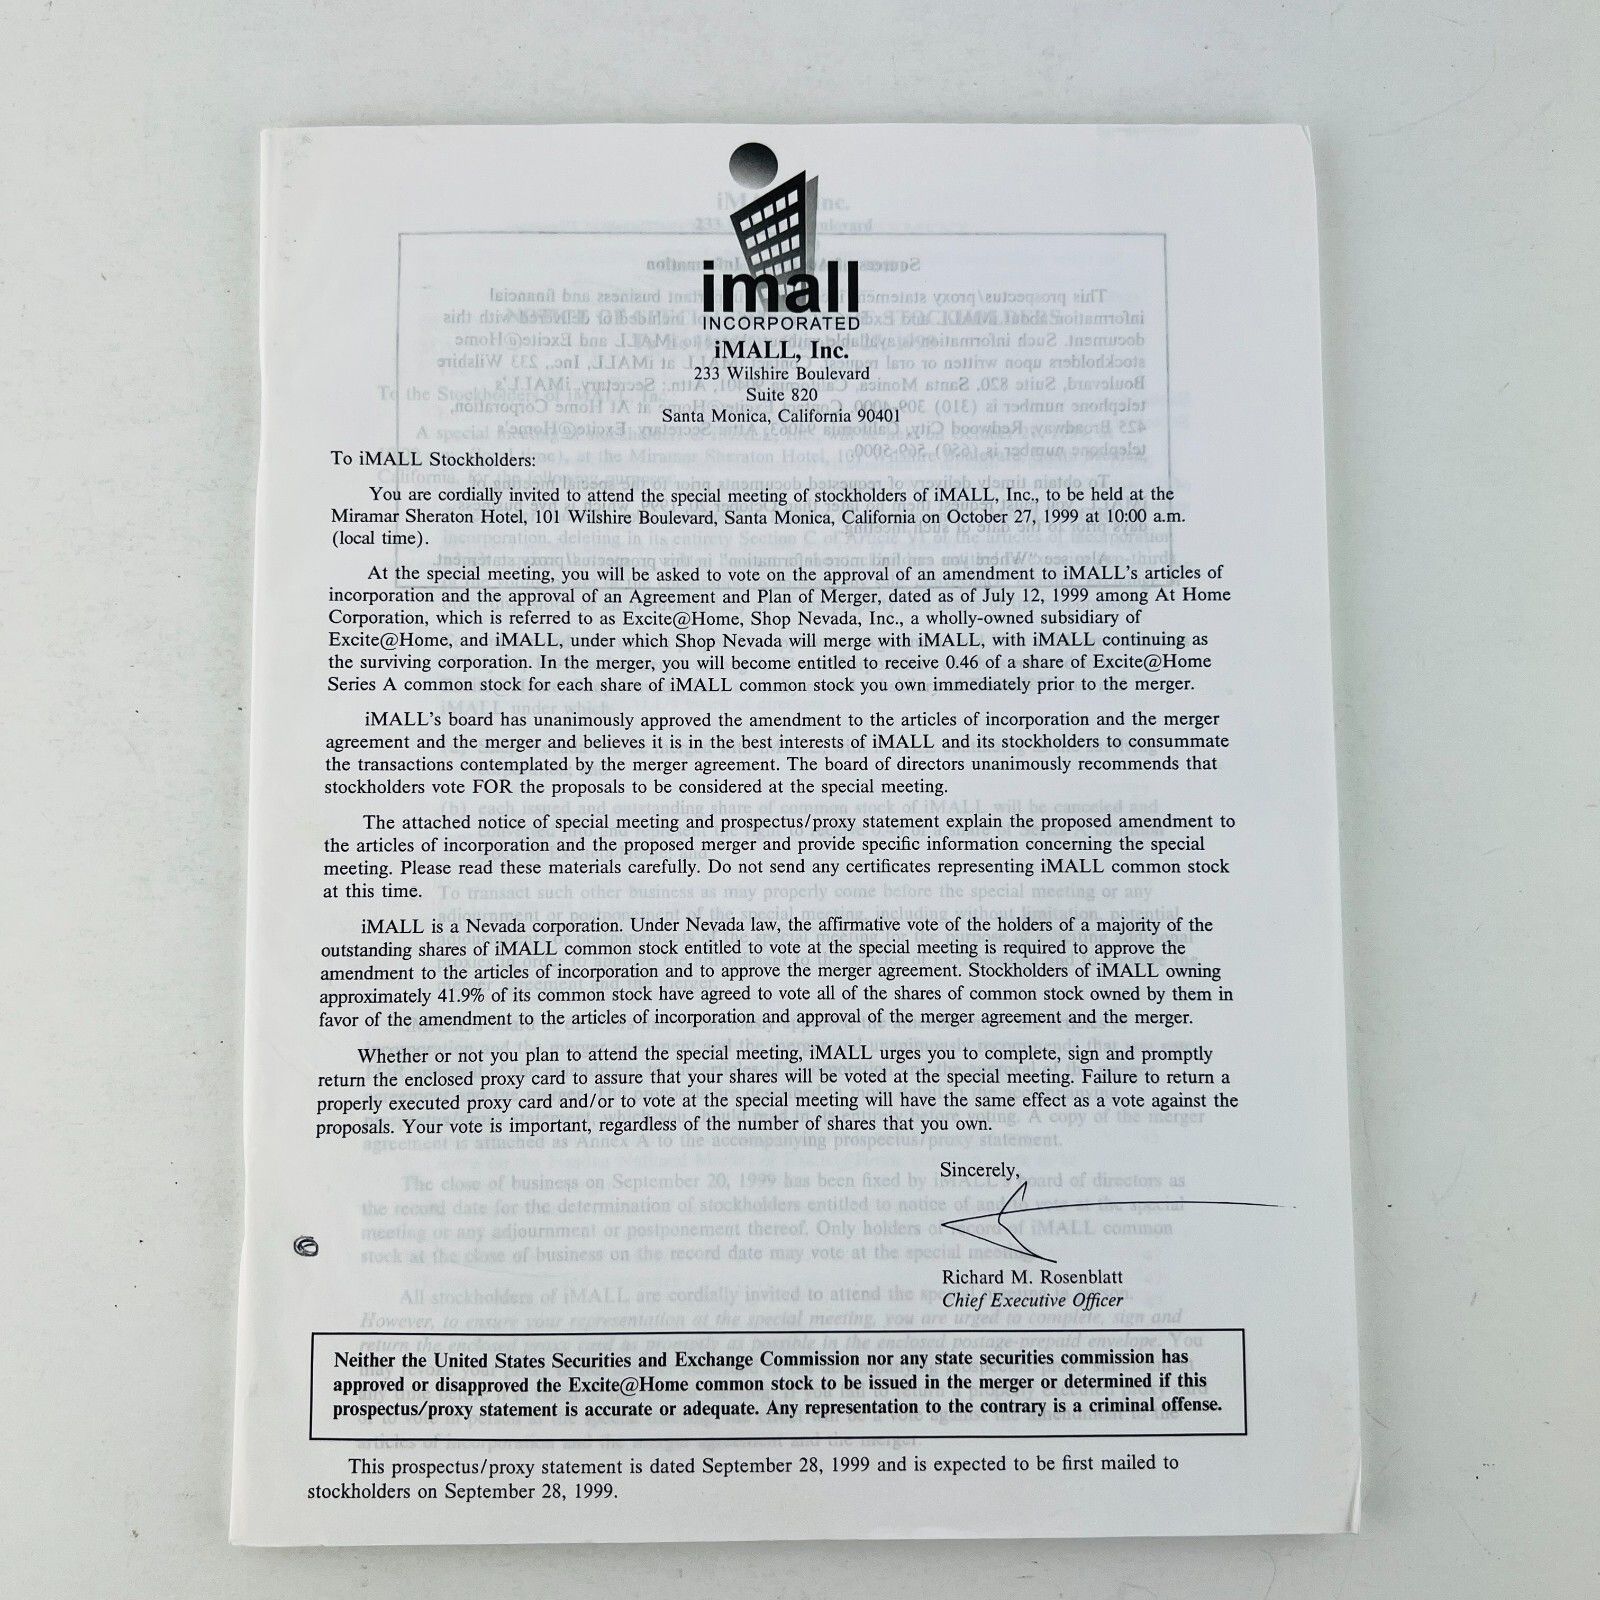 imall
INCORPORATED
iMALL, Inc.
233 Wilshire Boulevard
Suite 820
Santa Monica, California 90401
To iMALL Stockholders:
You are cordially invited to attend the special meeting of stockholders of iMALL, Inc., to be held at the
Miramar Sheraton Hotel, 101 Wilshire Boulevard, Santa Monica, California on October 27, 1999 at 10:00 a.m.
(local time).
At the special meeting, you will be asked to vote on the approval of an amendment to iMALL's articles of
incorporation and the approval of an Agreement and Plan of Merger, dated as of July 12, 1999 among At Home
Corporation, which is referred to as Excite@Home, Shop Nevada, Inc., a wholly-owned subsidiary of
Excite@Home, and iMALL, under which Shop Nevada will merge with iMALL, with iMALL continuing as
the surviving corporation. In the merger, you will become entitled to receive 0.46 of a share of Excite@Home
Series A common stock for each share of iMALL common stock you own immediately prior to the merger.
iMALL's board has unanimously approved the amendment to the articles of incorporation and the merger
agreement and the merger and believes it is in the best interests of iMALL and its stockholders to consummate
the transactions contemplated by the merger agreement. The board of directors unanimously recommends that
stockholders vote FOR the proposals to be considered at the special meeting.
The attached notice of special meeting and prospectus/proxy statement explain the proposed amendment to
the articles of incorporation and the proposed merger and provide specific information concerning the special
meeting. Please read these materials carefully. Do not send any certificates representing iMALL common stock
at this time.
iMALL is a Nevada corporation. Under Nevada law, the affirmative vote of the holders of a majority of the
outstanding shares of iMALL common stock entitled to vote at the special meeting is required to approve the
amendment to the articles of incorporation and to approve the merger agreement. Stockholders of iMALL owning
approximately 41.9% of its common stock have agreed to vote all of the shares of common stock owned by them in
favor of the amendment to the articles of incorporation and approval of the merger agreement and the merger.
Whether or not you plan to attend the special meeting, iMALL urges you to complete, sign and promptly
return the enclosed proxy card to assure that your shares will be voted at the special meeting. Failure to return a
properly executed proxy card and/or to vote at the special meeting will have the same effect as a vote against the
proposals. Your vote is important, regardless of the number of shares that you own.
Sincerely,
Richard M. Rosenblatt
Chief Executive Officer
Neither the United States Securities and Exchange Commission nor any state securities commission has
approved or disapproved the Excite@Home common stock to be issued in the merger or determined if this
prospectus/proxy statement is accurate or adequate. Any representation to the contrary is a criminal offense.
This prospectus/proxy statement is dated September 28, 1999 and is expected to be first mailed to
stockholders on September 28, 1999.